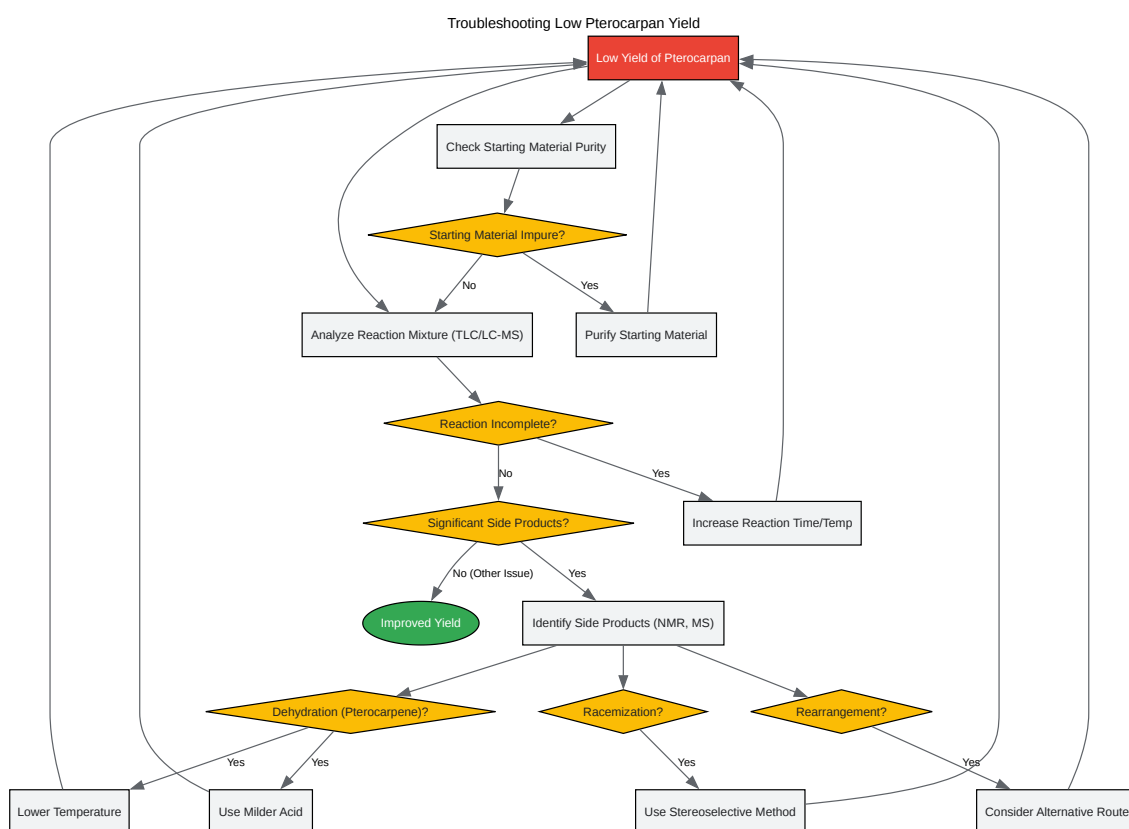 Troubleshooting Low Pterocarpan Yield
Low Yield of Pterocarpan
Check Starting Material Purity
Starting Material Impure?
No
Yes
Analyze Reaction Mixture (TLC/LC-MS)
Purify Starting Material
Reaction Incomplete?
No
Yes
Significant Side Products?
Increase Reaction Time/Temp
No (Other Issue)
Yes
Improved Yield
Identify Side Products (NMR, MS)
Dehydration (Pterocarpene)?
Racemization?
Rearrangement?
Yes
Yes
Yes
Yes
Lower Temperature
Use Milder Acid
Use Stereoselective Method
Consider Alternative Route